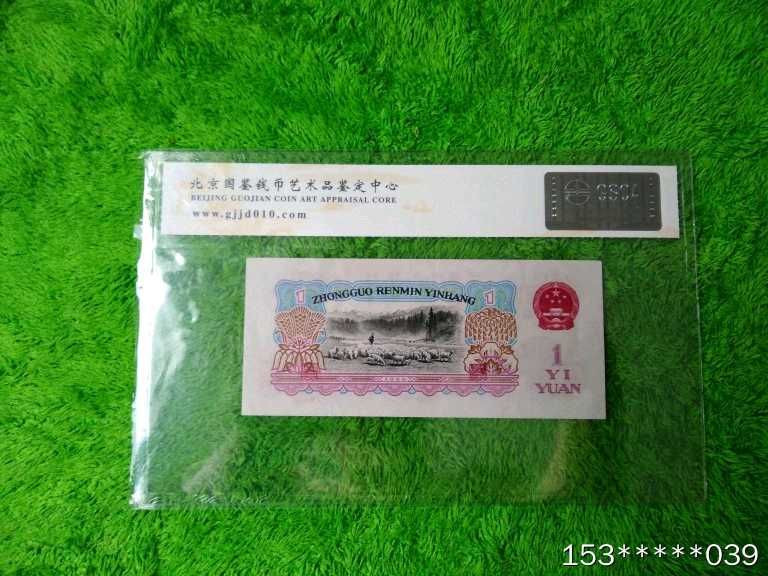 北京国鉴钱币艺术品鉴定中心
BEIJING GUOJIAN COIN ART APPRAISAL CORE
www.gjjd010.com
ZHONGGUO RENMIN YINHANG
1
1
1
YI
YUAN
1960
153*****039